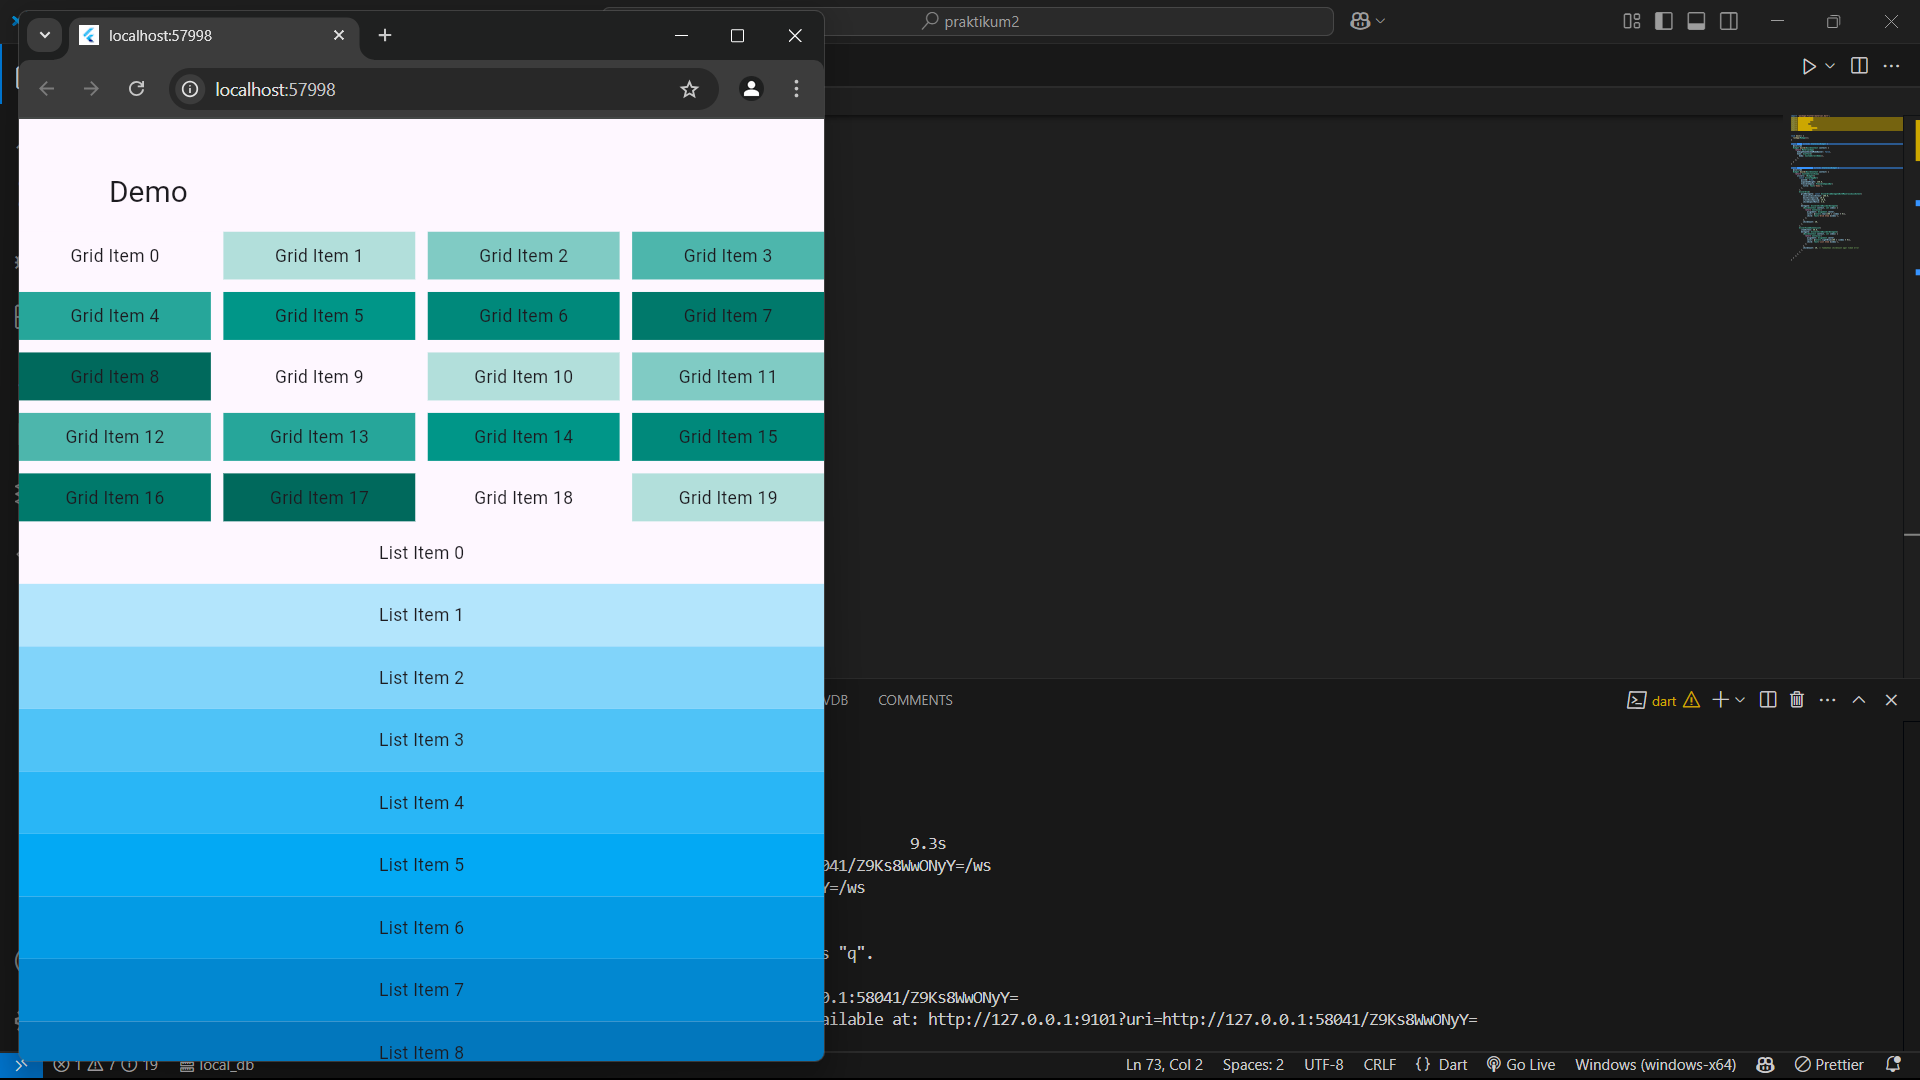 localhost:57998
praktikum2
localhost:57998
Demo
Grid Item 0
Grid Item 1
Grid Item 2
Grid Item 3
Grid Item 4
Grid Item 5
Grid Item 6
Grid Item 7
Grid Item 8
Grid Item 9
Grid Item 10
Grid Item 11
Grid Item 12
Grid Item 13
Grid Item 14
Grid Item 15
Grid Item 16
Grid Item 17
Grid Item 18
Grid Item 19
List Item 0
List Item 1
List Item 2
List Item 3
List Item 4
List Item 5
List Item 6
List Item 7
List Item 8
VDB
COMMENTS
dart
9.3s
041/Z9Ks8WwONyY=/ws
Y=/ws
s "q".
0.1:58041/Z9Ks8WwONyY=
ailable at: http://127.0.0.1:9101?uri=http://127.0.0.1:58041/Z9Ks8WwONyY=
1 7 19 local_db
Ln 73, Col 2 Spaces: 2 UTF-8 CRLF {} Dart Go Live Windows (windows-x64) Prettier